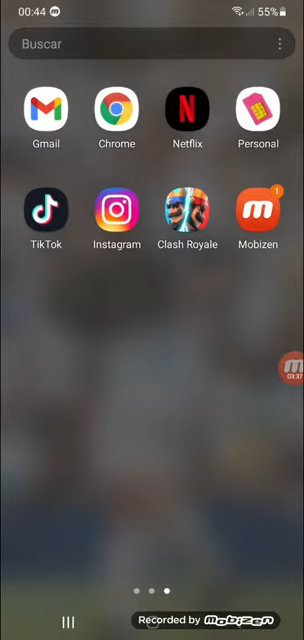 00:44 55%
Buscar
Gmail Chrome Netflix Personal
1
TikTok Instagram Clash Royale Mobizen
03:37
Recorded by mobizen